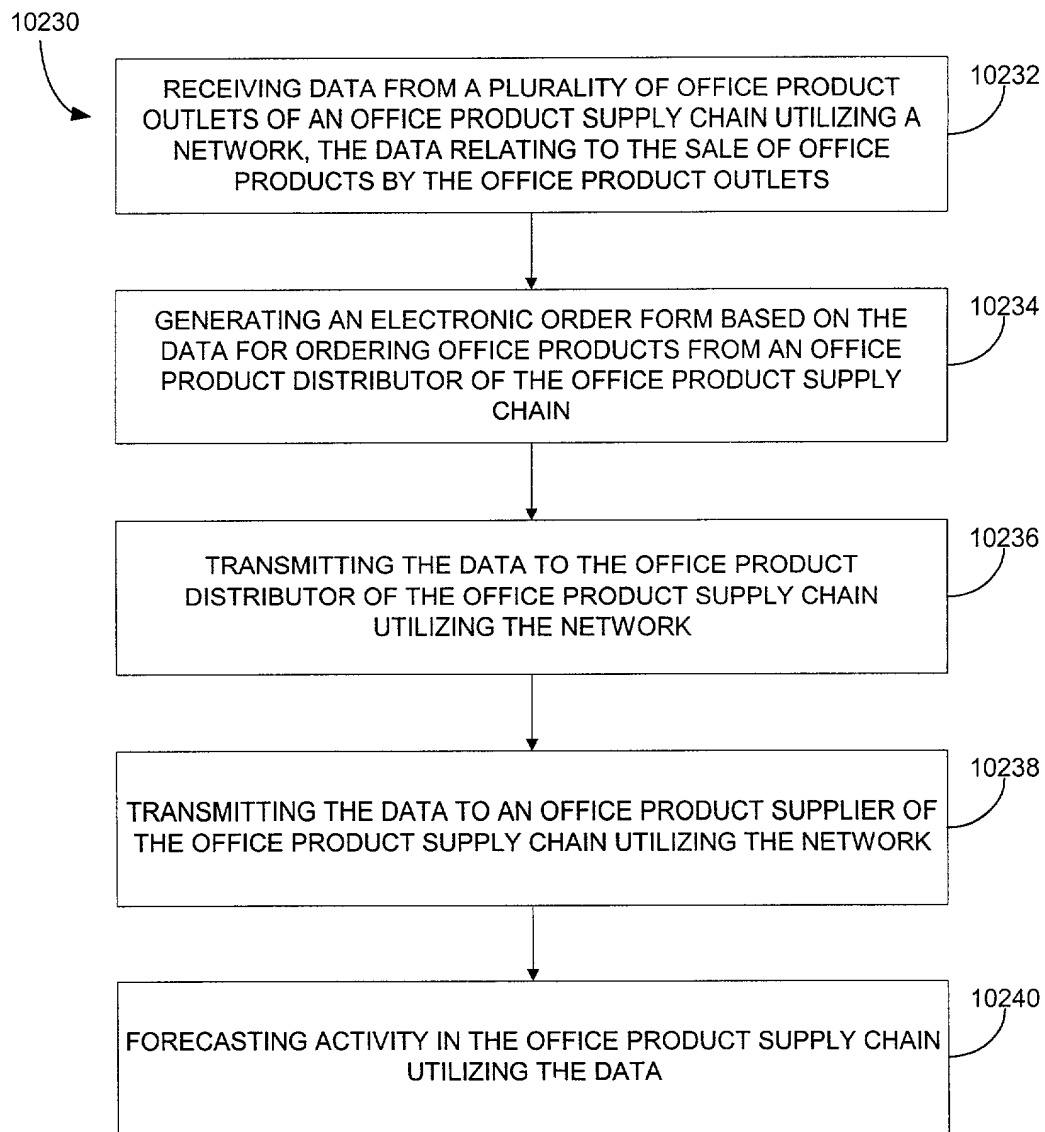 10230
RECEIVING DATA FROM A PLURALITY OF OFFICE PRODUCT
OUTLETS OF AN OFFICE PRODUCT SUPPLY CHAIN UTILIZING A
NETWORK, THE DATA RELATING TO THE SALE OF OFFICE
PRODUCTS BY THE OFFICE PRODUCT OUTLETS
10232
GENERATING AN ELECTRONIC ORDER FORM BASED ON THE
DATA FOR ORDERING OFFICE PRODUCTS FROM AN OFFICE
PRODUCT DISTRIBUTOR OF THE OFFICE PRODUCT SUPPLY
CHAIN
10234
TRANSMITTING THE DATA TO THE OFFICE PRODUCT
DISTRIBUTOR OF THE OFFICE PRODUCT SUPPLY CHAIN
UTILIZING THE NETWORK
10236
TRANSMITTING THE DATA TO AN OFFICE PRODUCT SUPPLIER OF
THE OFFICE PRODUCT SUPPLY CHAIN UTILIZING THE NETWORK
10238
FORECASTING ACTIVITY IN THE OFFICE PRODUCT SUPPLY CHAIN
UTILIZING THE DATA
10240